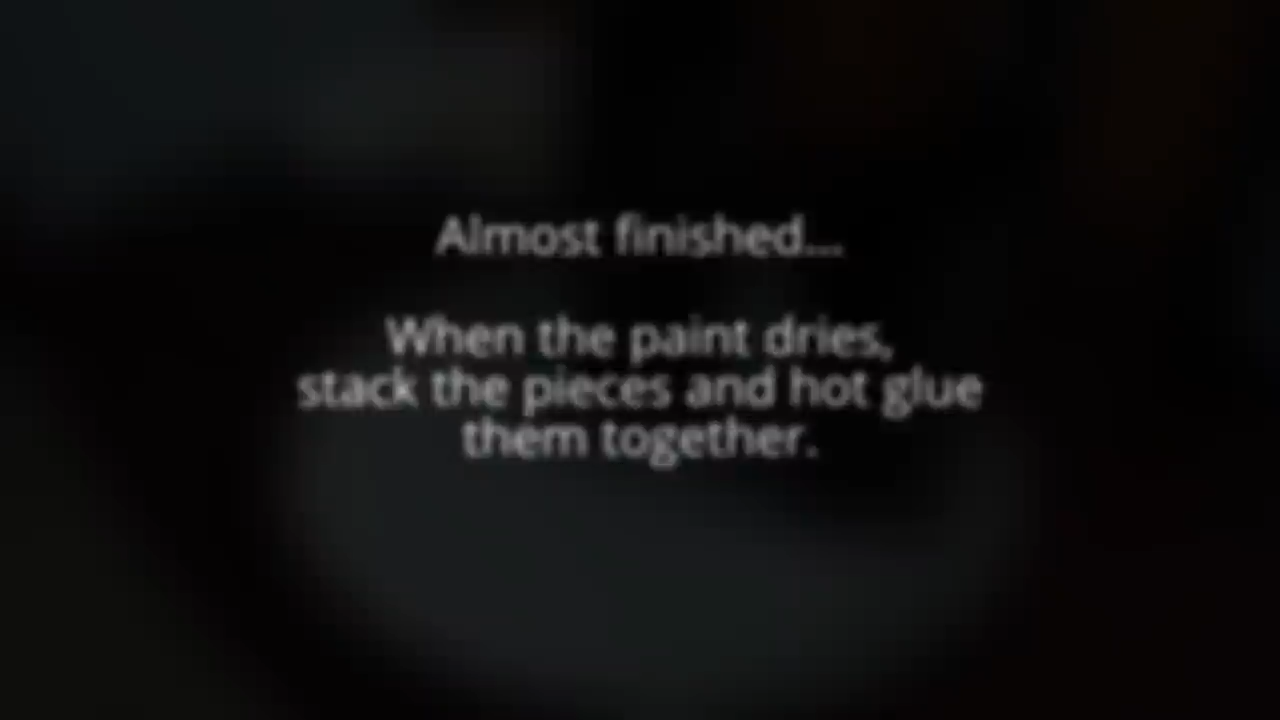 Almost finished...
When the paint dries,
stack the pieces and hot glue
them together.